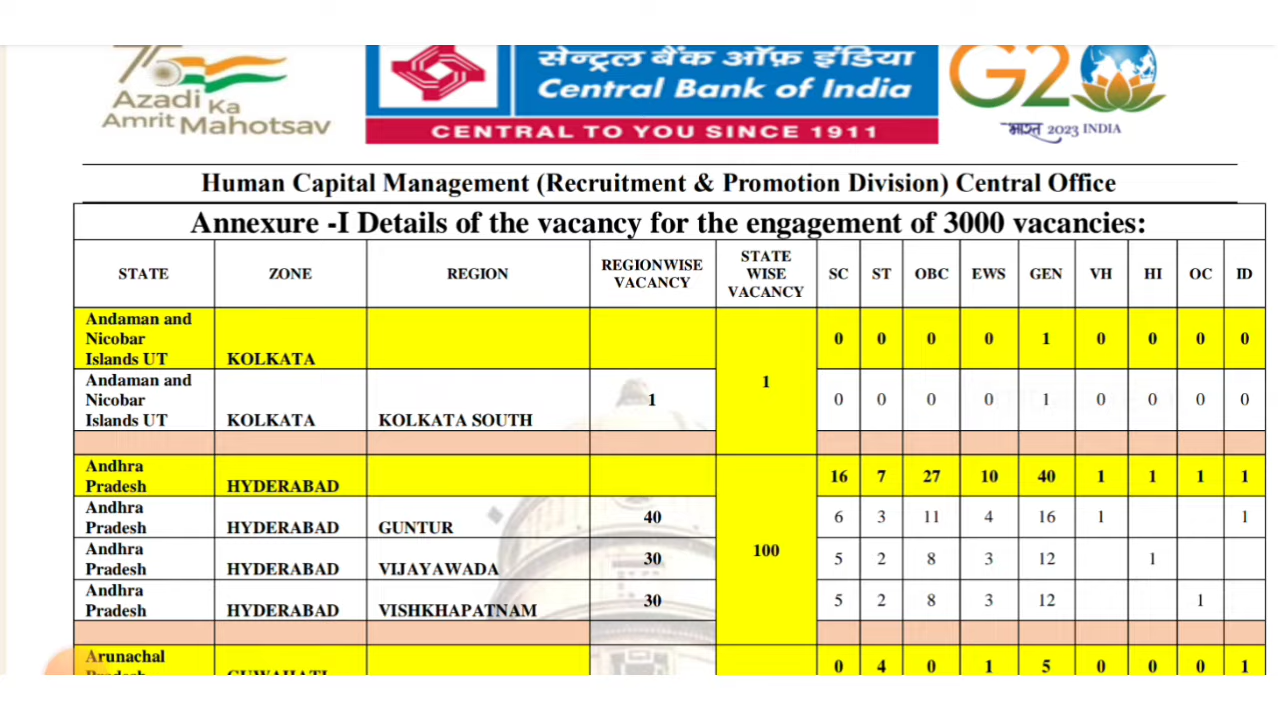 75
Azadi Ka
Amrit Mahotsav
सेन्ट्रल बैंक ऑफ़ इंडिया
Central Bank of India
CENTRAL TO YOU SINCE 1911
G20
भारत 2023 INDIA
Human Capital Management (Recruitment & Promotion Division) Central Office
Annexure -I Details of the vacancy for the engagement of 3000 vacancies:
STATE ZONE REGION REGIONWISE VACANCY STATE WISE VACANCY SC ST OBC EWS GEN VH HI OC ID
Andaman and Nicobar Islands UT KOLKATA 1 0 0 0 0 1 0 0 0 0
Andaman and Nicobar Islands UT KOLKATA KOLKATA SOUTH 1 0 0 0 0 1 0 0 0 0
Andhra Pradesh HYDERABAD 100 16 7 27 10 40 1 1 1 1
Andhra Pradesh HYDERABAD GUNTUR 40 6 3 11 4 16 1 1
Andhra Pradesh HYDERABAD VIJAYAWADA 30 5 2 8 3 12 1
Andhra Pradesh HYDERABAD VISHKHAPATNAM 30 5 2 8 3 12 1
Arunachal Pradesh GUWAHATI 0 4 0 1 5 0 0 0 1